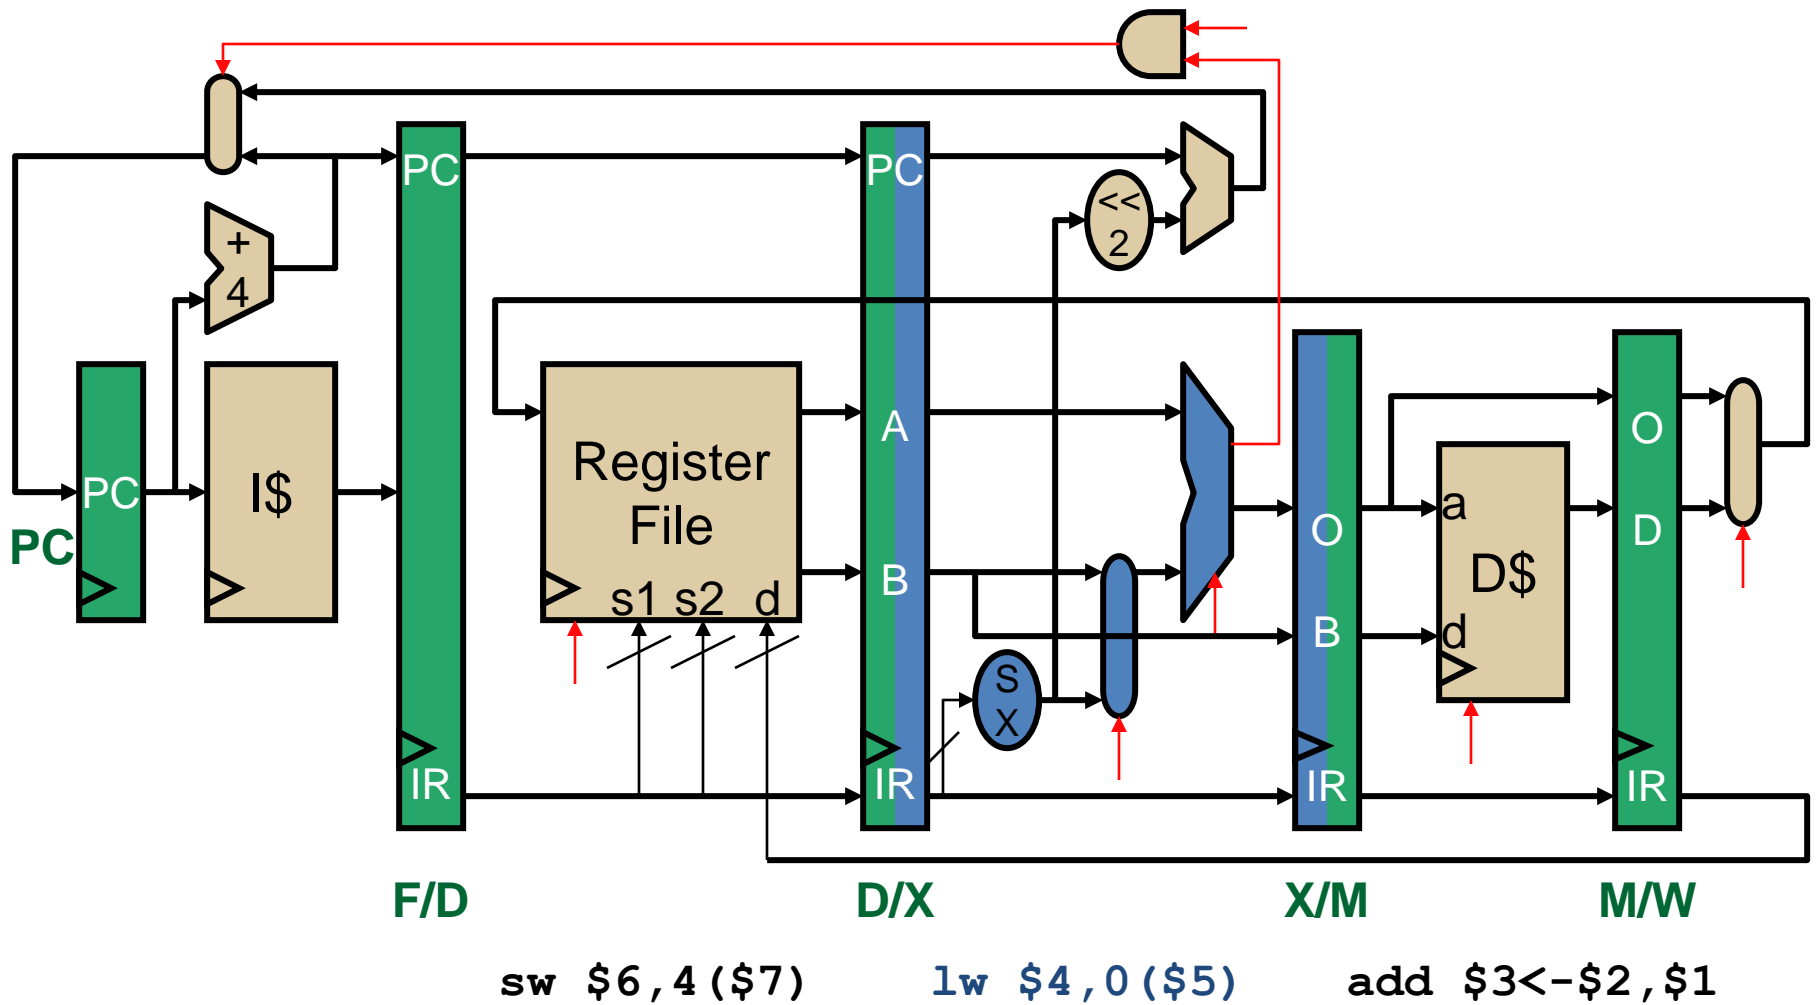 PC
PC
<<
2
+
4
PC
PC
I$
Register
File
s1 s2 d
A
B
S
X
O
B
a
d
D$
O
D
IR
IR
IR
IR
F/D
D/X
X/M
M/W
sw $6,4($7)
lw $4,0($5)
add $3<-$2,$1